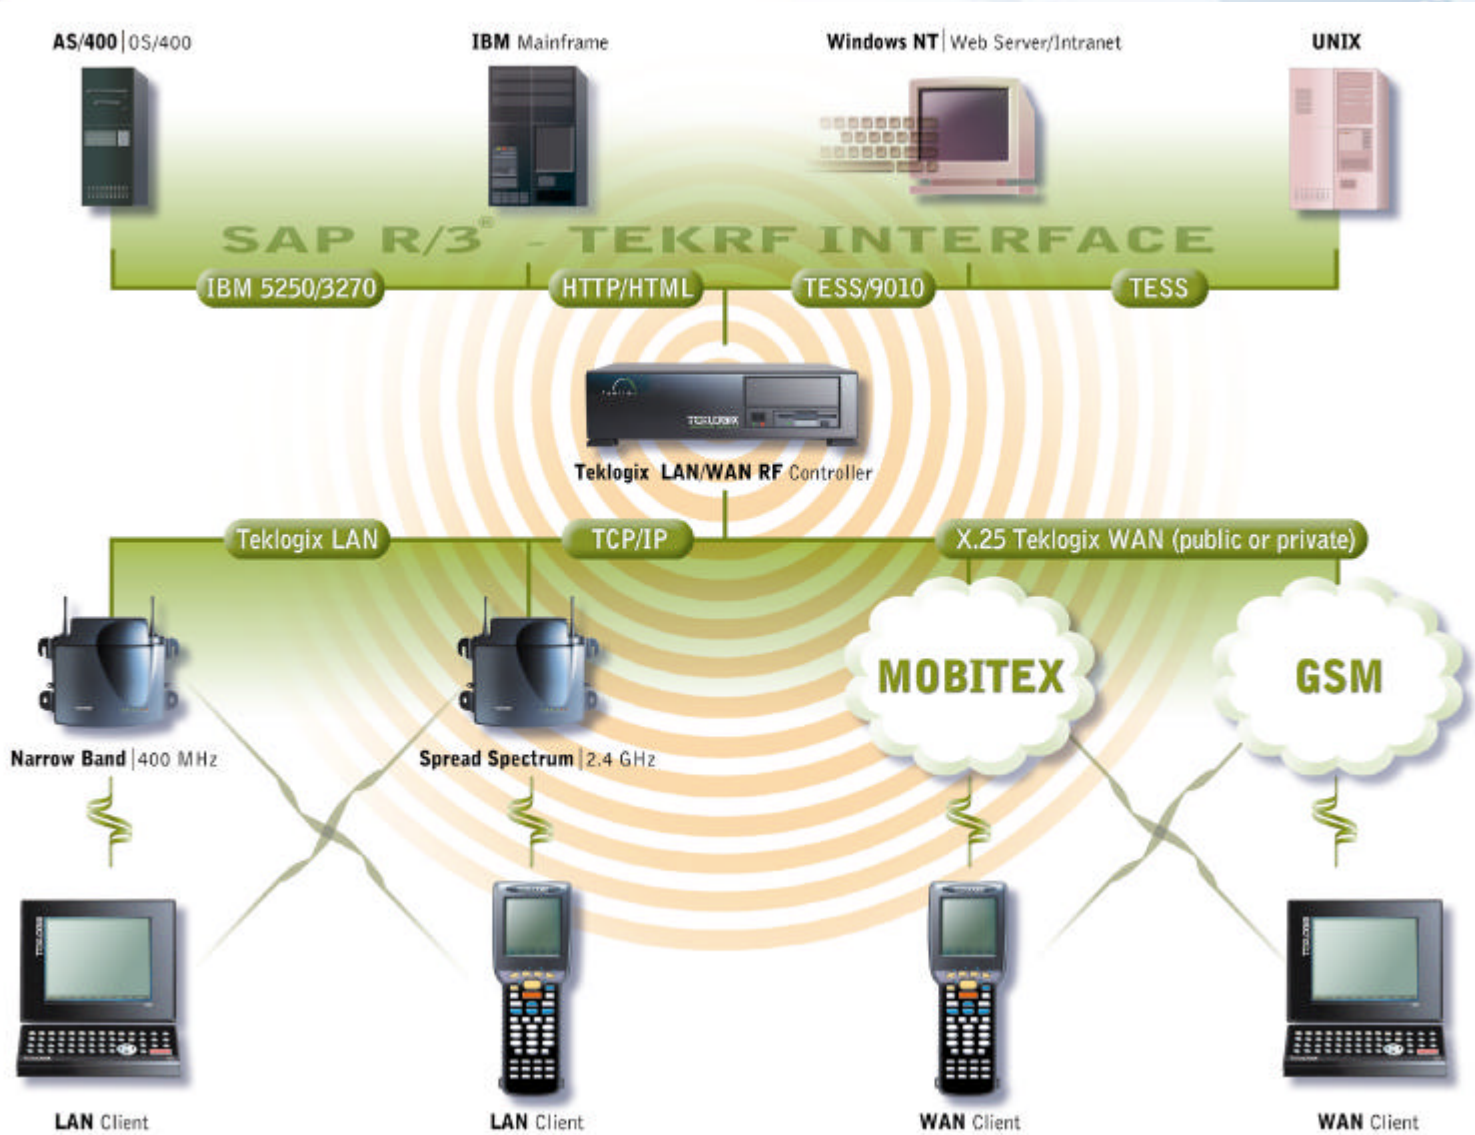 AS/400 | OS/400
IBM Mainframe
Windows NT | Web Server/Intranet
UNIX
SAP R/3® - TEKRF INTERFACE
IBM 5250/3270
HTTP/HTML
TESS/9010
TESS
TEKLOGIX
Teklogix LAN/WAN RF Controller
Teklogix LAN
TCP/IP
X.25 Teklogix WAN (public or private)
MOBITEX
GSM
Narrow Band | 400 MHz
Spread Spectrum | 2.4 GHz
LAN Client
LAN Client
WAN Client
WAN Client